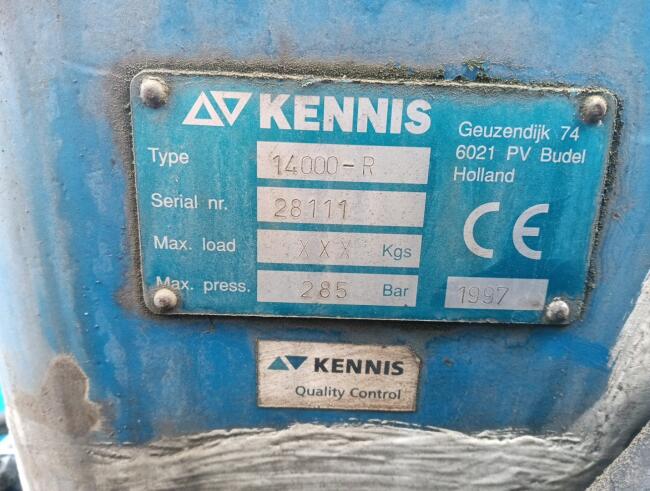 KENNIS
Geuzendijk 74
6021 PV Budel
Holland
Type 14000-R
Serial nr. 28111
Max. load XXX Kgs
Max. press. 285 Bar
CE
1997
KENNIS
Quality Control